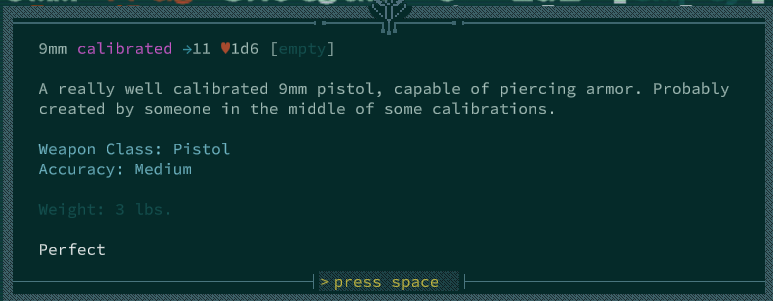 9mm calibrated →11 ♥1d6 [empty]
A really well calibrated 9mm pistol, capable of piercing armor. Probably
created by someone in the middle of some calibrations.
Weapon Class: Pistol
Accuracy: Medium
Weight: 3 lbs.
Perfect
> press space